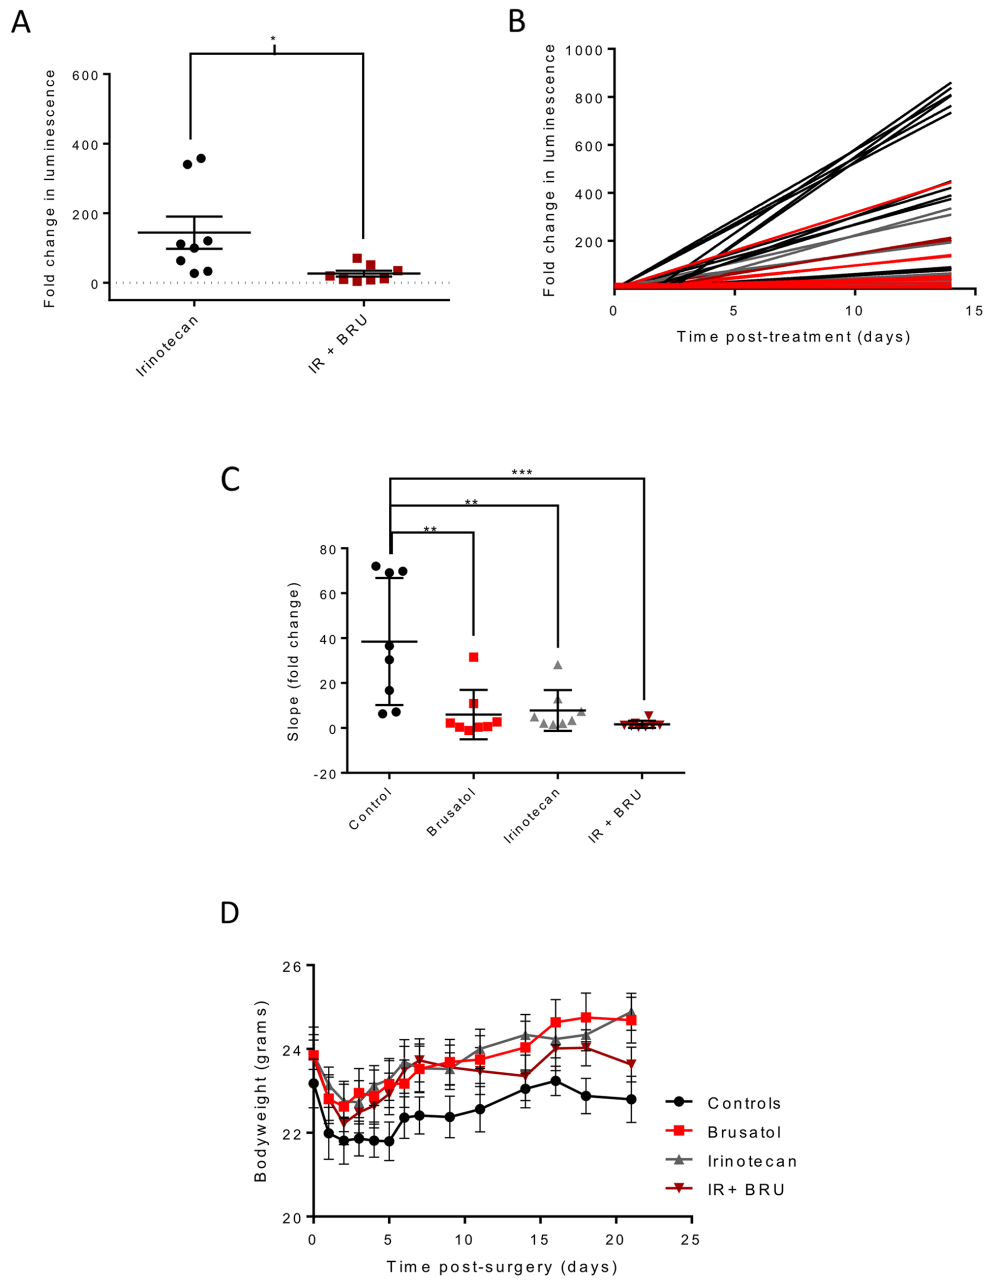 A
*
Fold change in luminescence
600
400
200
0
Irinotecan
IR + BRU
B
Fold change in luminescence
1000
800
600
400
200
0
5
10
15
Time post-treatment (days)
C
***
**
**
Slope (fold change)
80
60
40
20
0
-20
Control
Brusatol
Irinotecan
IR + BRU
D
Bodyweight (grams)
26
24
22
20
0
5
10
15
20
25
Time post-surgery (days)
Controls
Brusatol
Irinotecan
IR+ BRU